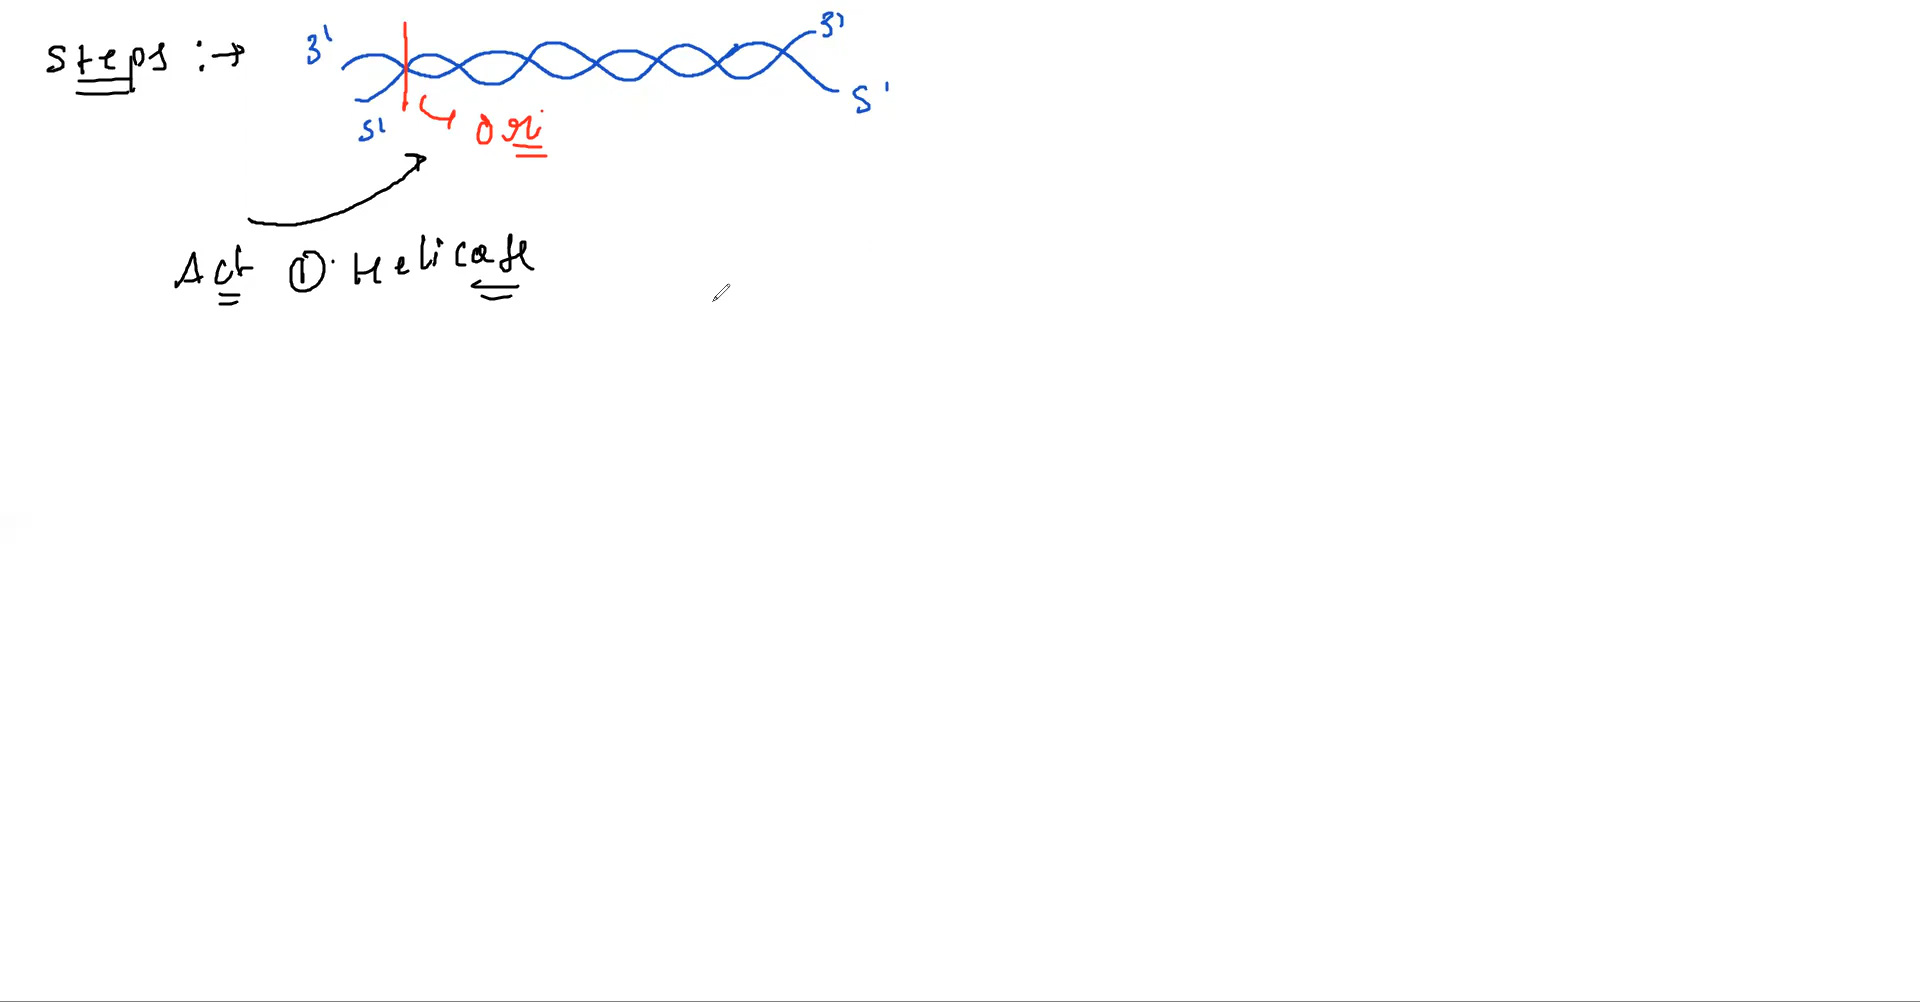 Steps :→ 3' 3'
5' 5'
Ori
Act ①. Helicase